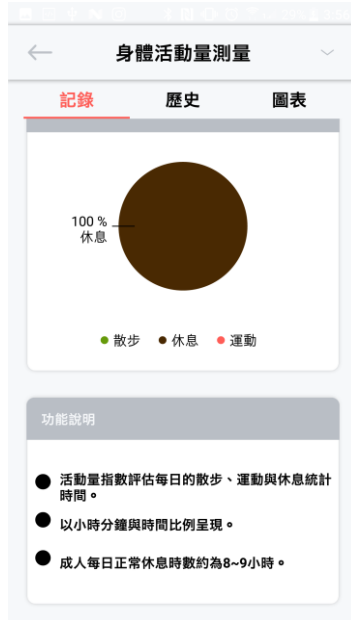 身體活動量測量
記錄
歷史
圖表
100 %
休息
散步
休息
運動
功能說明
活動量指數評估每日的散步、運動與休息統計
時間。
以小時分鐘與時間比例呈現。
成人每日正常休息時數約為8~9小時。